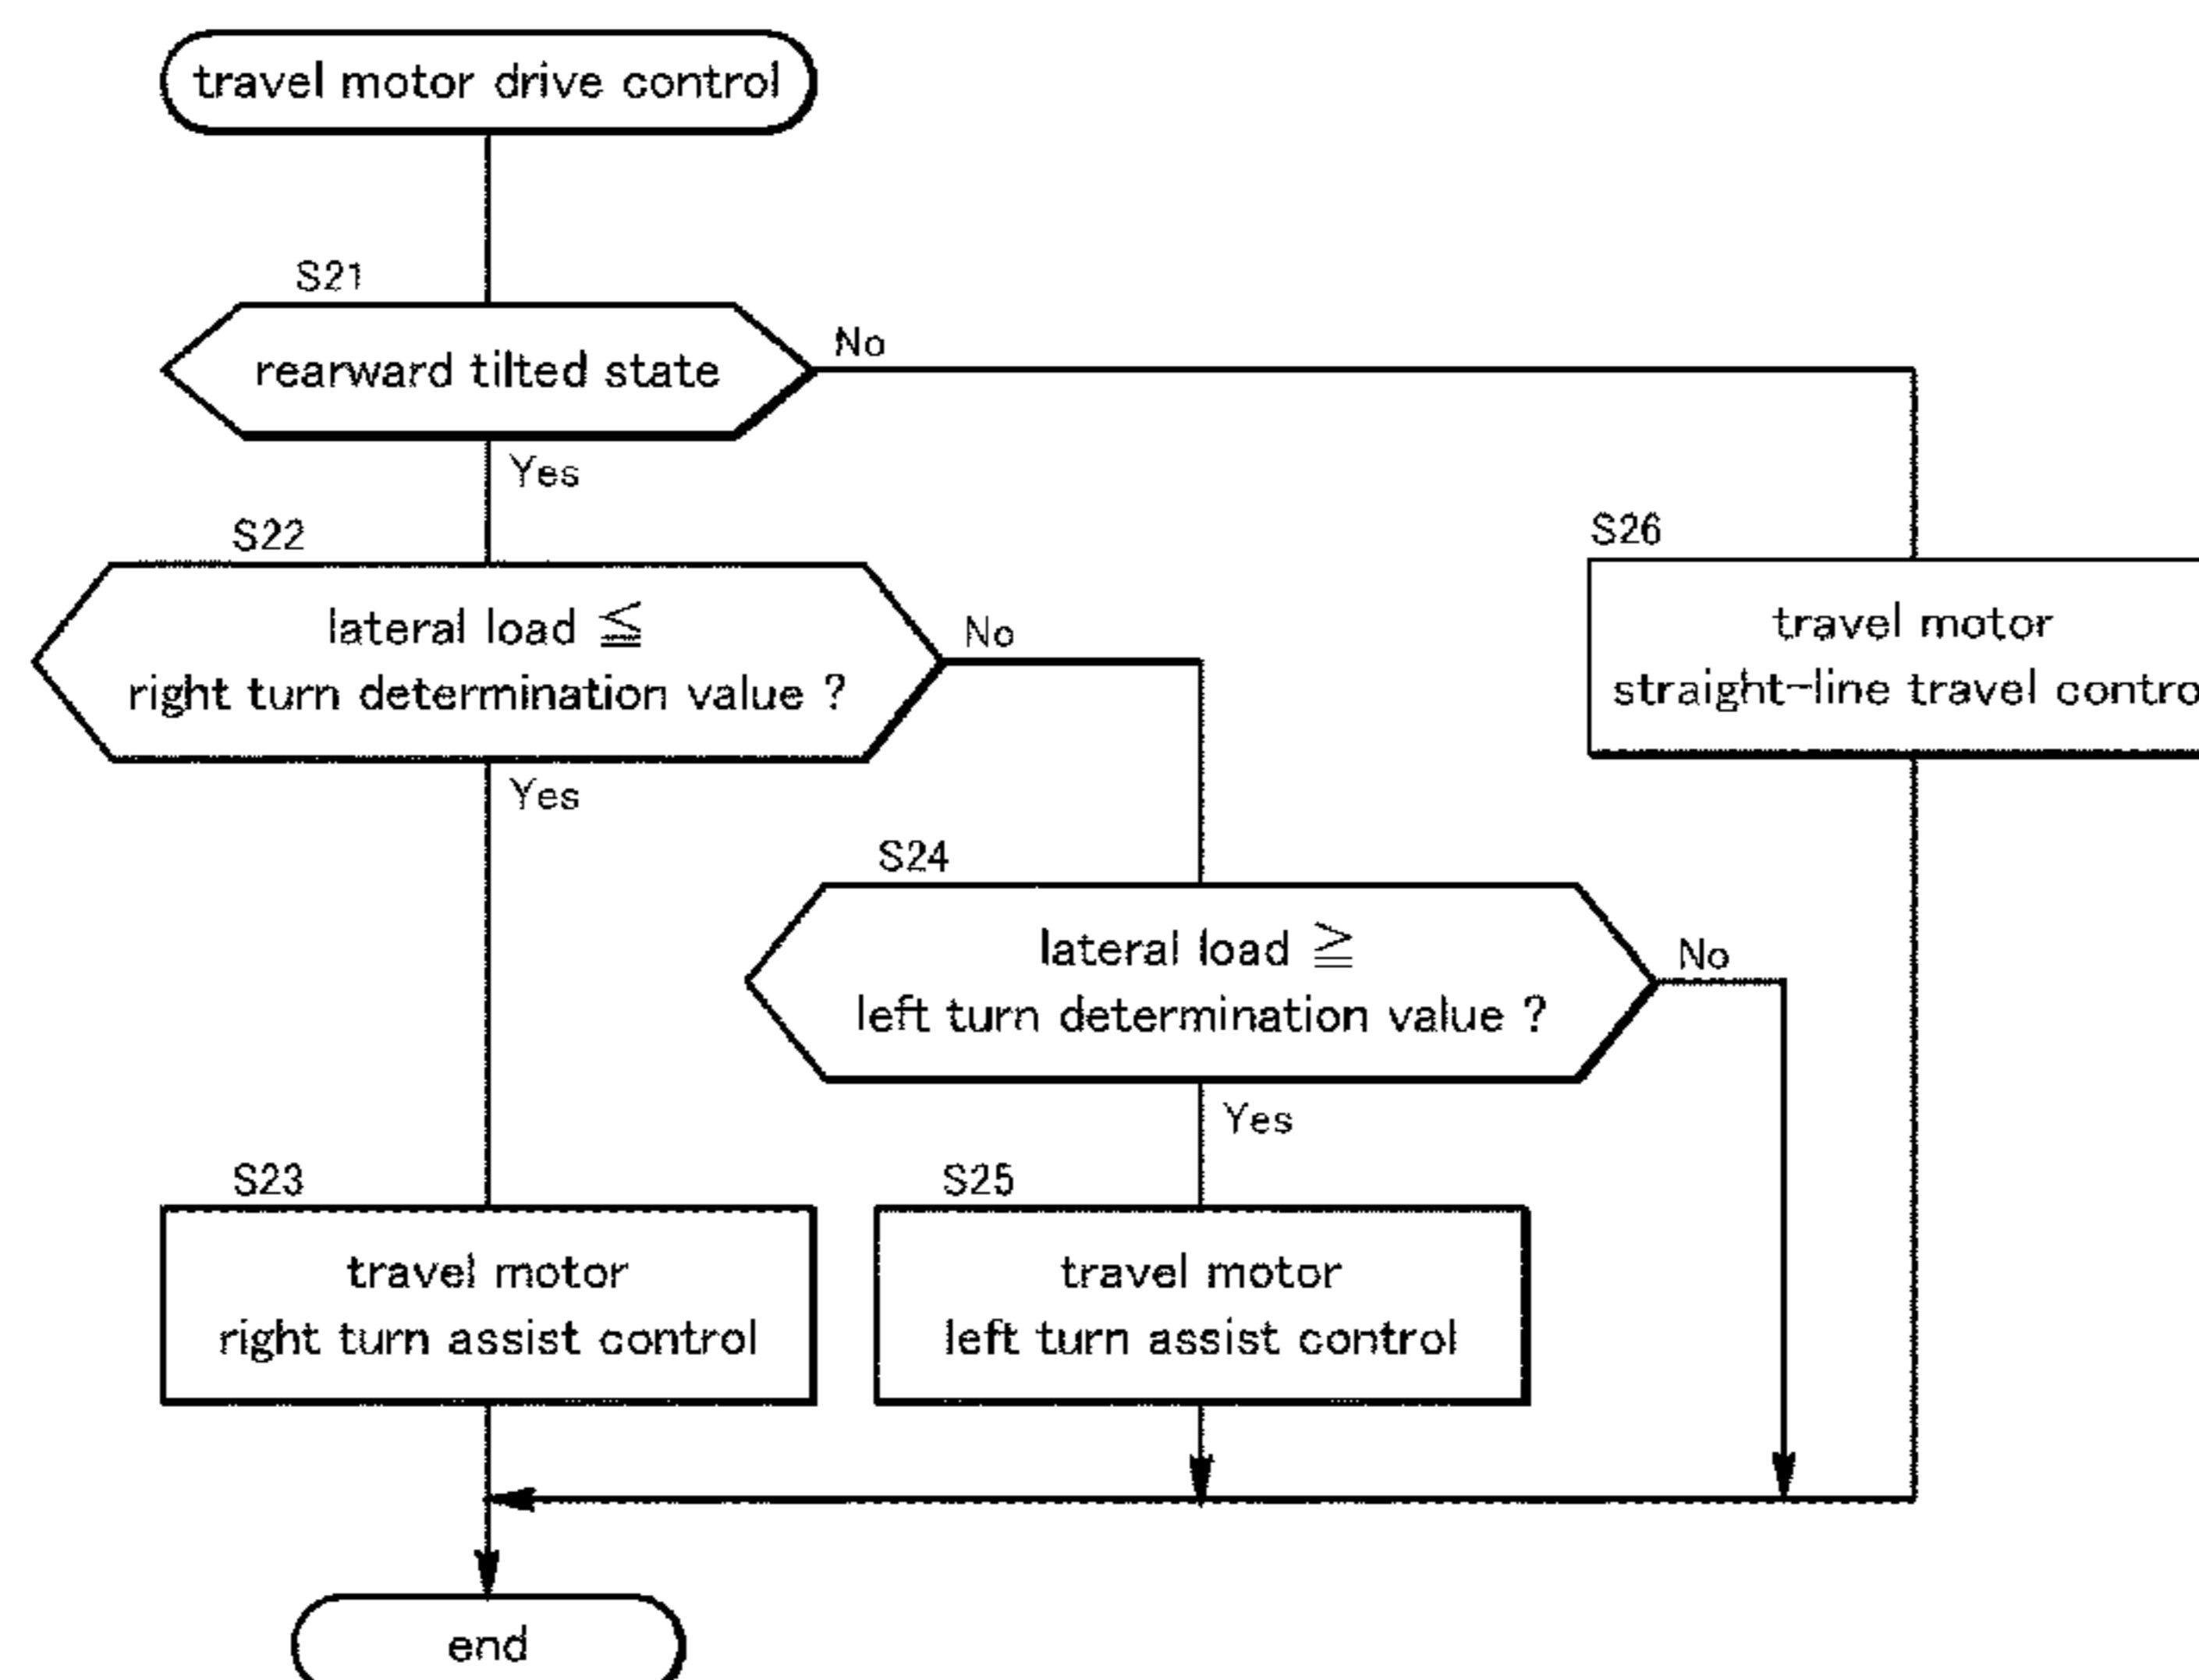 travel motor drive control
S21
rearward tilted state
No
Yes
S22
lateral load ≦
right turn determination value ?
No
Yes
S26
travel motor
straight-line travel contro
S24
lateral load ≧
left turn determination value ?
No
Yes
S23
travel motor
right turn assist control
S25
travel motor
left turn assist control
end